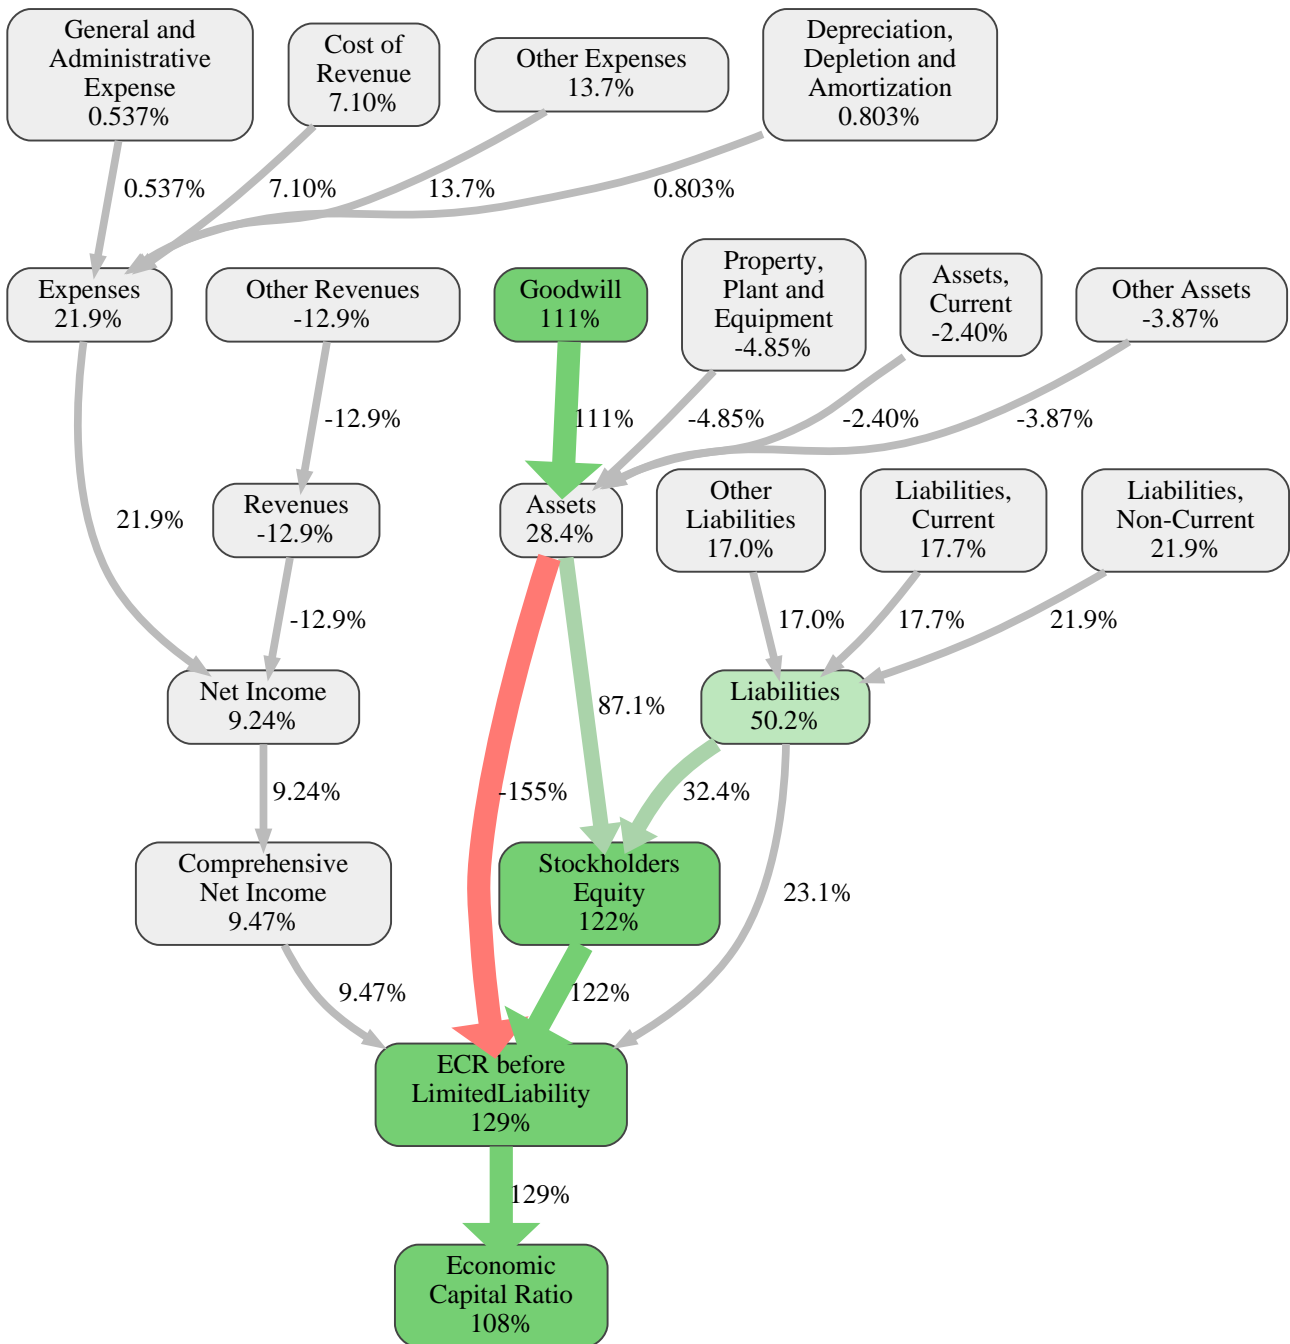 General and
Administrative
Expense
0.537%
Cost of
Revenue
7.10%
Other Expenses
13.7%
Depreciation,
Depletion and
Amortization
0.803%
0.537%
7.10%
13.7%
0.803%
Expenses
21.9%
Other Revenues
-12.9%
Goodwill
111%
Property,
Plant and
Equipment
-4.85%
Assets,
Current
-2.40%
Other Assets
-3.87%
-12.9%
111%
-4.85%
-2.40%
-3.87%
21.9%
Revenues
-12.9%
Assets
28.4%
Other
Liabilities
17.0%
Liabilities,
Current
17.7%
Liabilities,
Non-Current
21.9%
-12.9%
17.0%
17.7%
21.9%
Net Income
9.24%
87.1%
Liabilities
50.2%
9.24%
-155%
32.4%
Comprehensive
Net Income
9.47%
Stockholders
Equity
122%
23.1%
9.47%
122%
ECR before
LimitedLiability
129%
129%
Economic
Capital Ratio
108%